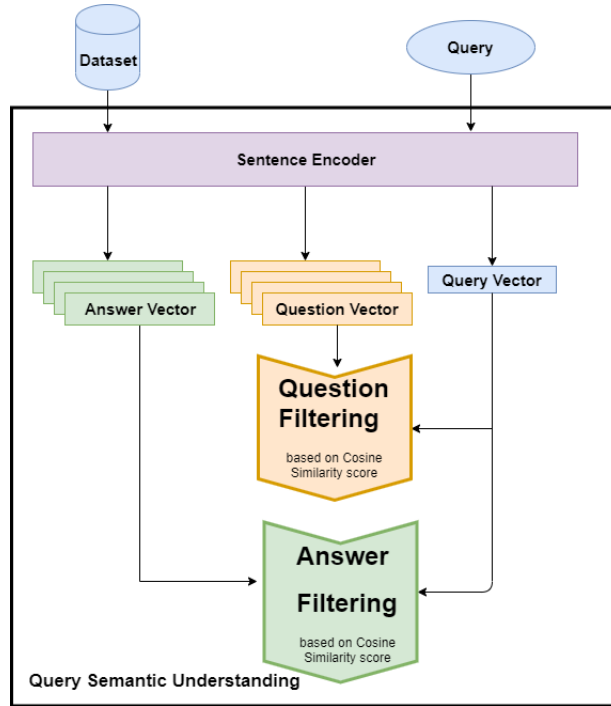 Dataset
Query
Sentence Encoder
Answer Vector
Question Vector
Query Vector
Question
Filtering
based on Cosine
Similarity score
Answer
Filtering
based on Cosine
Similarity score
Query Semantic Understanding